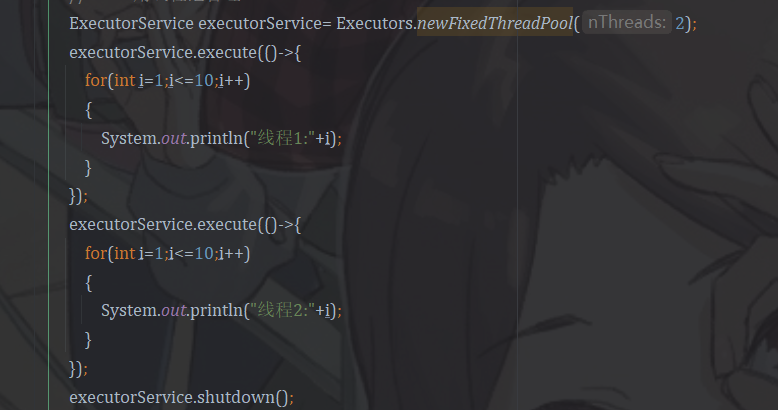 ExecutorService executorService= Executors.newFixedThreadPool( nThreads: 2);
executorService.execute(()->{
for(int i=1;i<=10;i++)
{
System.out.println("线程1:"+i);
}
});
executorService.execute(()->{
for(int i=1;i<=10;i++)
{
System.out.println("线程2:"+i);
}
});
executorService.shutdown();